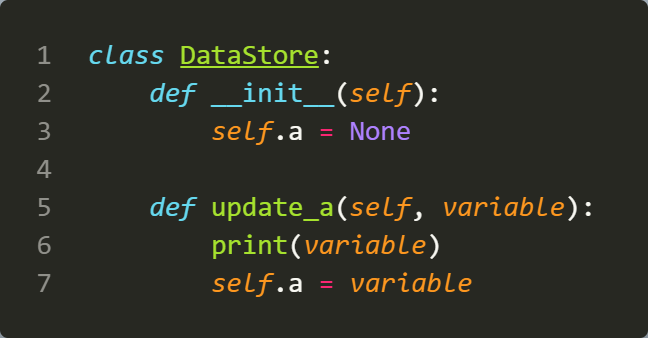 1 class DataStore:
2     def __init__(self):
3         self.a = None
4
5     def update_a(self, variable):
6         print(variable)
7         self.a = variable